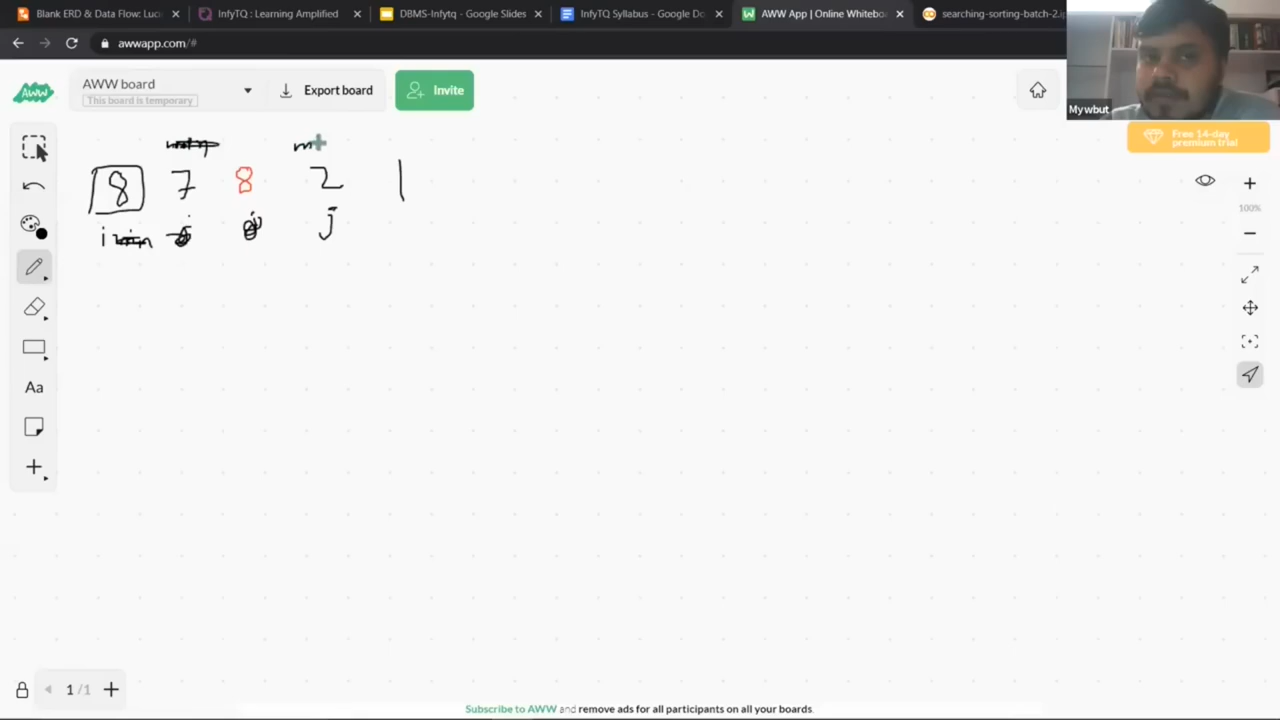 Blank ERD & Data Flow: Luc
InfyTQ : Learning Amplified
DBMS-Infytq - Google Slides
InfyTQ Syllabus - Google Do
AWW App | Online Whitebo
searching-sorting-batch-2.i
awwapp.com/#
AWW board
This board is temporary
Export board
Invite
Mywbut
Free 14-day
premium trial
m
8 7 8 2 1
i j
100%
Aa
1 /1
Subscribe to AWW and remove ads for all participants on all your boards.